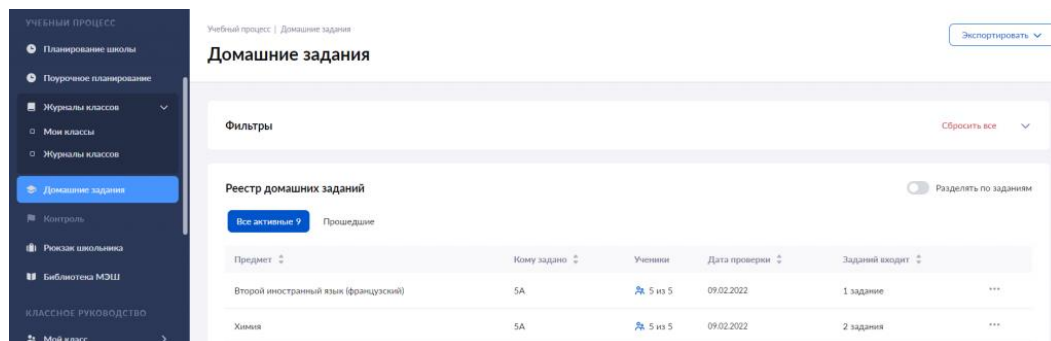 УЧЕБНЫЙ ПРОЦЕСС
Планирование школы
Поурочное планирование
Журналы классов
Мои классы
Журналы классов
Домашние задания
Контроль
Рюкзак школьника
Библиотека МЭШ
КЛАССНОЕ РУКОВОДСТВО
Мой класс
Учебный процесс | Домашние задания
Домашние задания
Экспортировать
Фильтры
Сбросить все
Реестр домашних заданий
Разделять по заданиям
Все активные 9 Прошедшие
Предмет Кому задано Ученики Дата проверки Заданий входит
Второй иностранный язык (французский) 5А 5 из 5 09.02.2022 1 задание
Химия 5А 5 из 5 09.02.2022 2 задания